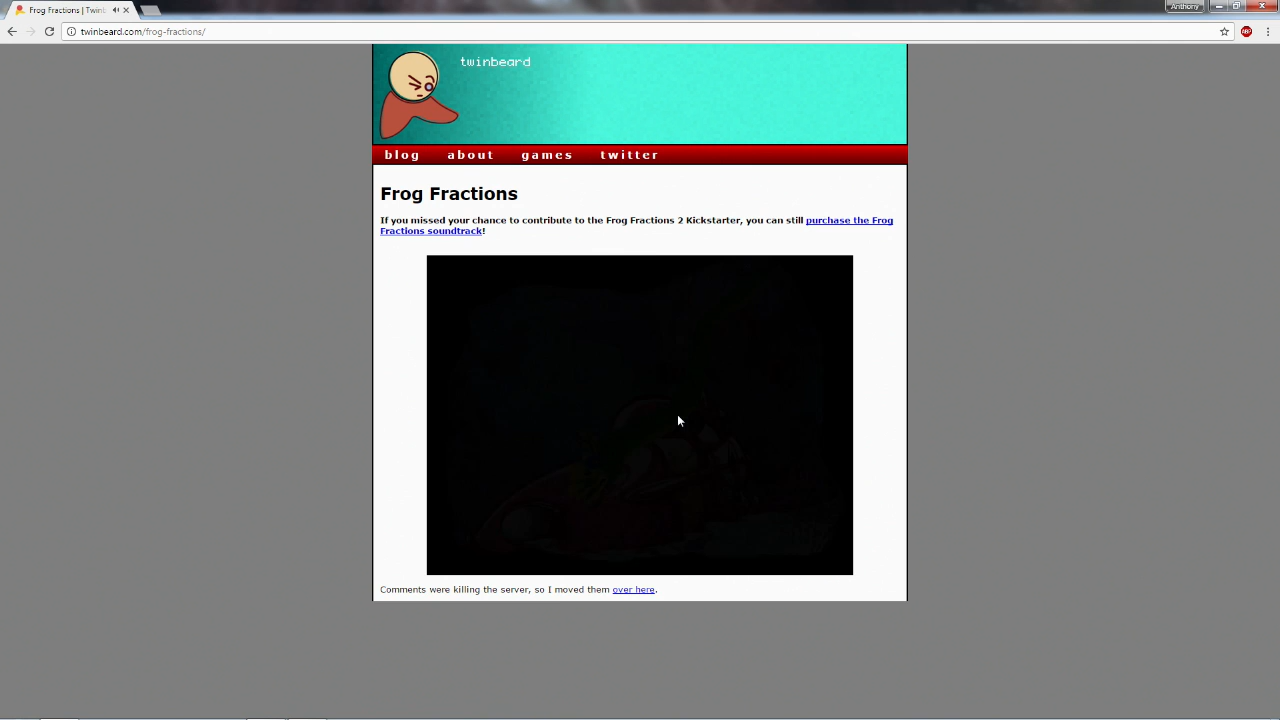 Frog Fractions | Twinb
Anthony
twinbeard.com/frog-fractions/
ABP
twinbeard
blog about games twitter
Frog Fractions
If you missed your chance to contribute to the Frog Fractions 2 Kickstarter, you can still purchase the Frog
Fractions soundtrack!
Comments were killing the server, so I moved them over here.